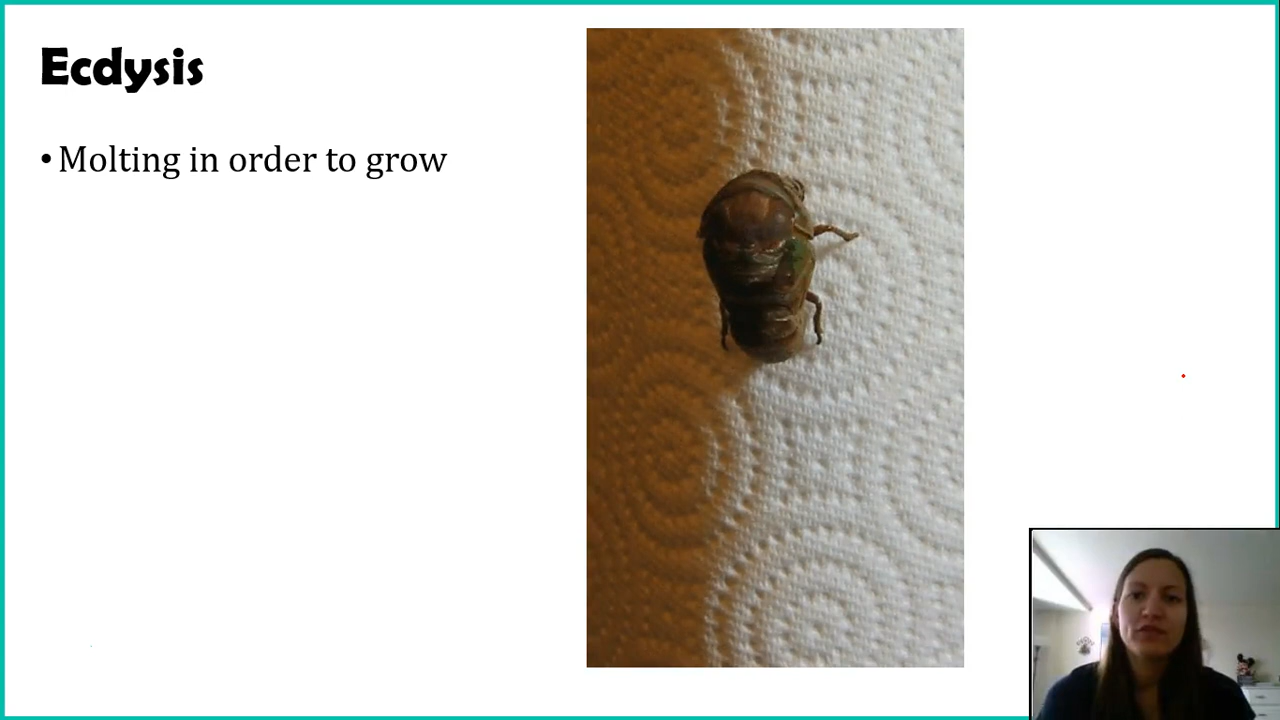 Ecdysis
• Molting in order to grow